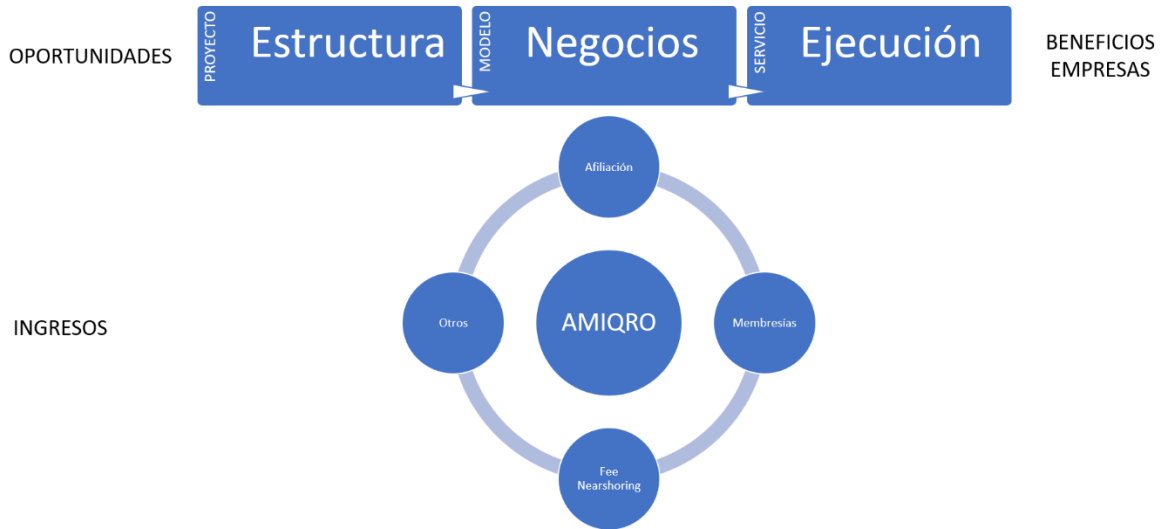 OPORTUNIDADES
PROYECTO
Estructura
MODELO
Negocios
SERVICIO
Ejecución
BENEFICIOS
EMPRESAS
Afiliación
INGRESOS
Otros
AMIQRO
Membresías
Fee
Nearshoring